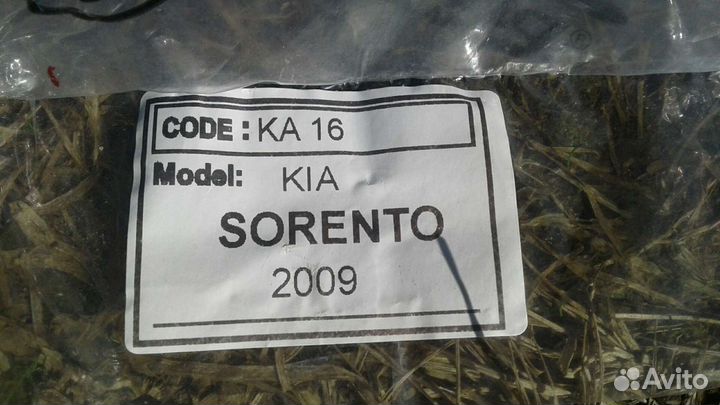 CODE : KA 16
Model: KIA
SORENTO
2009
Avito